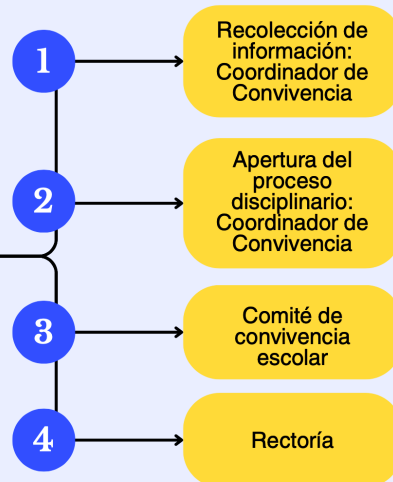 1
Recolección de
información:
Coordinador de
Convivencia
2
Apertura del
proceso
disciplinario:
Coordinador de
Convivencia
3
Comité de
convivencia
escolar
4
Rectoría